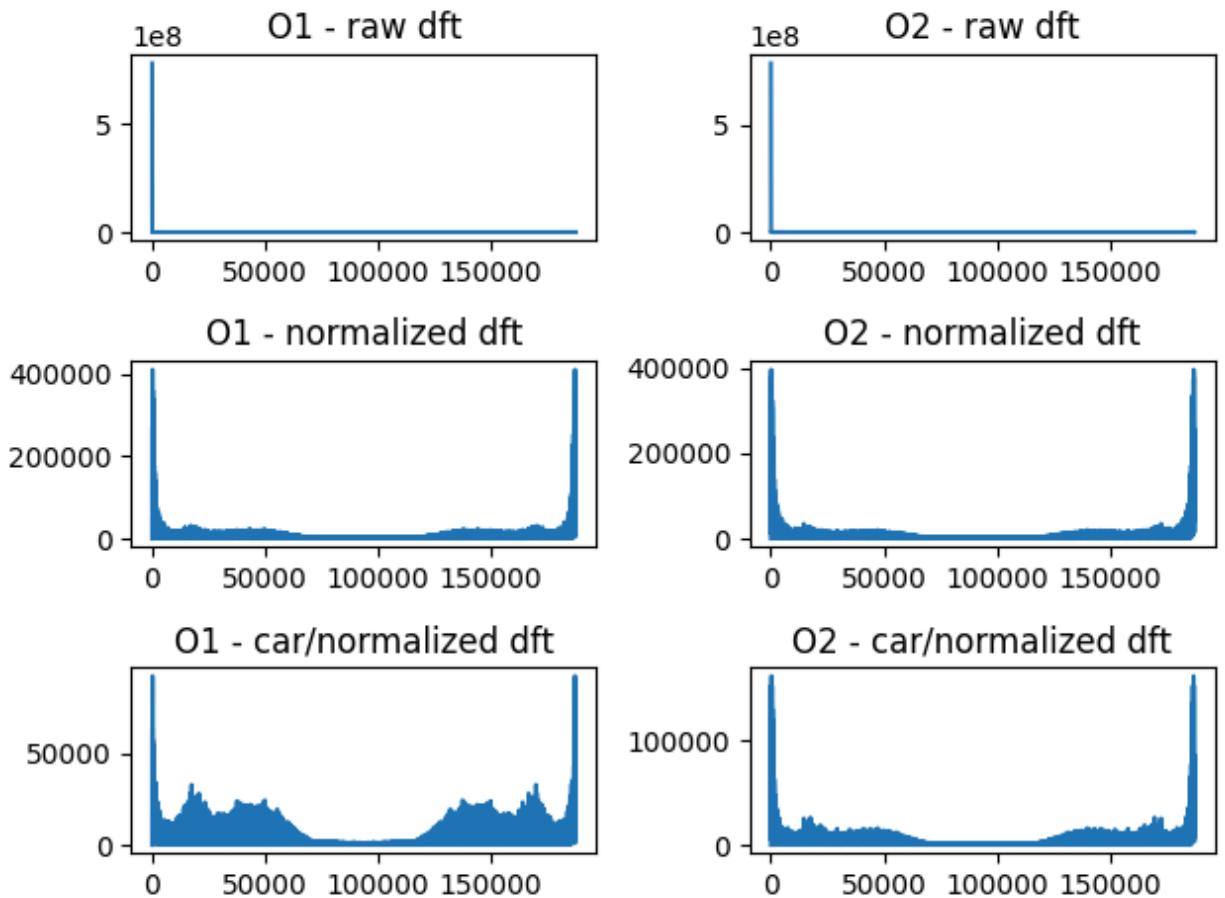 O1 - raw dft
1e8
5
0
0 50000 100000 150000
O2 - raw dft
1e8
5
0
0 50000 100000 150000
O1 - normalized dft
400000
200000
0
0 50000 100000 150000
O2 - normalized dft
400000
200000
0
0 50000 100000 150000
O1 - car/normalized dft
50000
0
0 50000 100000 150000
O2 - car/normalized dft
100000
0
0 50000 100000 150000